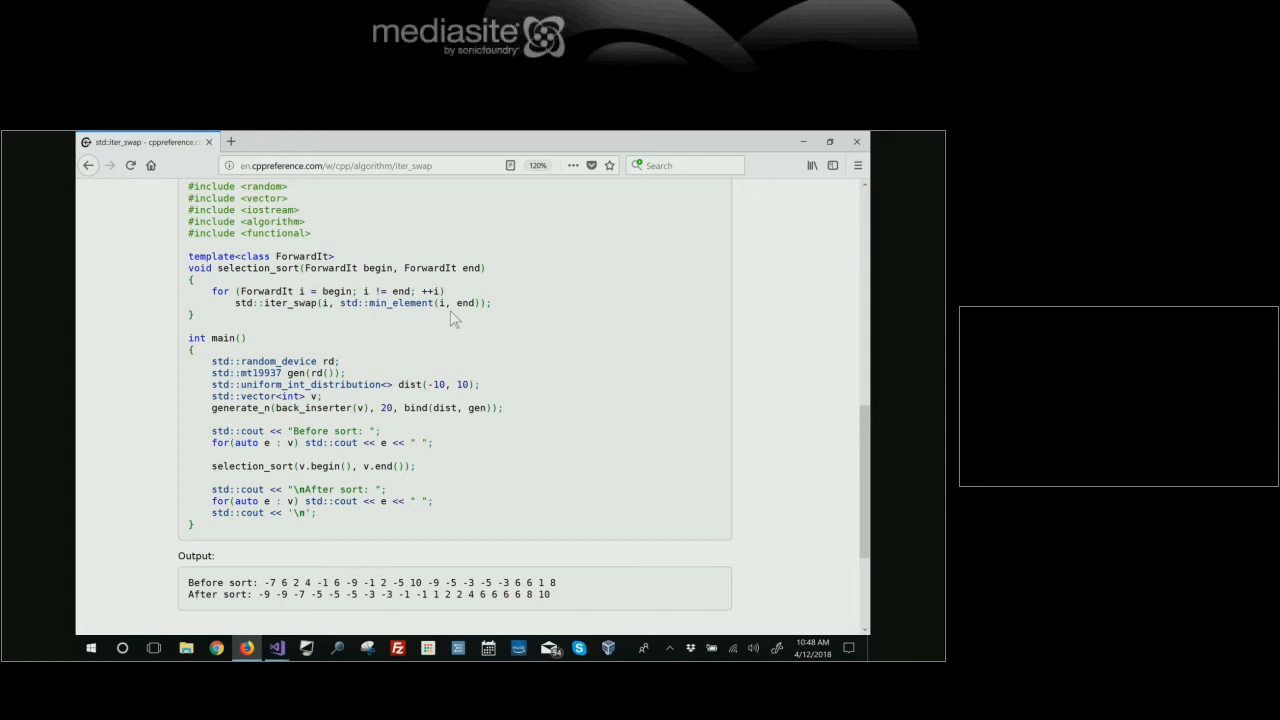 mediasite
by sonicfoundry
std::iter_swap - cppreference.c
en.cppreference.com/w/cpp/algorithm/iter_swap
120%
Search
#include <random>
#include <vector>
#include <iostream>
#include <algorithm>
#include <functional>
template<class ForwardIt>
void selection_sort(ForwardIt begin, ForwardIt end)
{
for (ForwardIt i = begin; i != end; ++i)
std::iter_swap(i, std::min_element(i, end));
}
int main()
{
std::random_device rd;
std::mt19937 gen(rd());
std::uniform_int_distribution<> dist(-10, 10);
std::vector<int> v;
generate_n(back_inserter(v), 20, bind(dist, gen));
std::cout << "Before sort: ";
for(auto e : v) std::cout << e << " ";
selection_sort(v.begin(), v.end());
std::cout << "\nAfter sort: ";
for(auto e : v) std::cout << e << " ";
std::cout << '\n';
}
Output:
Before sort: -7 6 2 4 -1 6 -9 -1 2 -5 10 -9 -5 -3 -5 -3 6 6 1 8
After sort: -9 -9 -7 -5 -5 -5 -3 -3 -1 -1 1 2 2 4 6 6 6 6 8 10
10:48 AM
4/12/2018